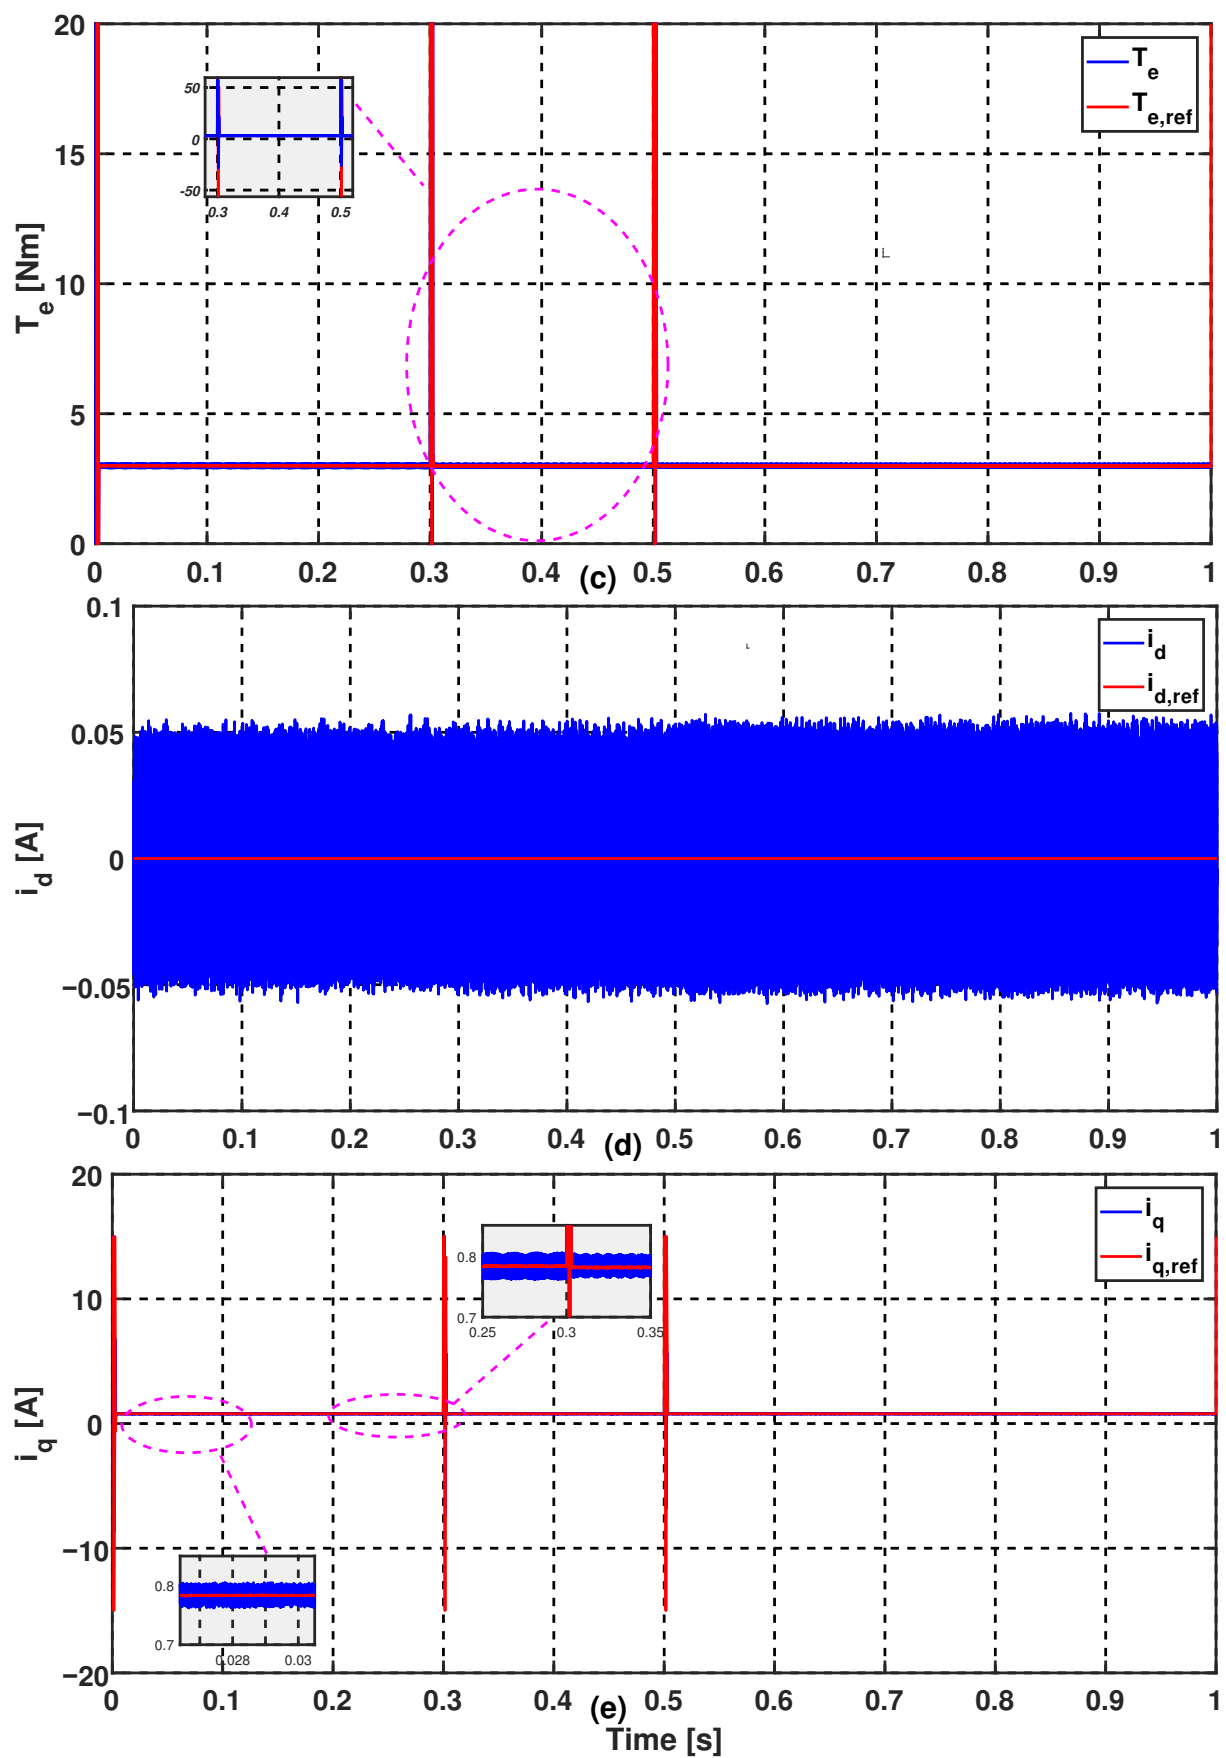 20
15
10
5
0
T_e [Nm]
50
0
-50
0.3 0.4 0.5
T_e
T_e,ref
0 0.1 0.2 0.3 0.4 0.5 0.6 0.7 0.8 0.9 1
(c)
0.1
0.05
0
−0.05
−0.1
i_d [A]
i_d
i_d,ref
0 0.1 0.2 0.3 0.4 0.5 0.6 0.7 0.8 0.9 1
(d)
20
10
0
−10
−20
i_q [A]
0.8
0.7
0.25 0.3 0.35
i_q
i_q,ref
0.8
0.7
0.028 0.03
0 0.1 0.2 0.3 0.4 0.5 0.6 0.7 0.8 0.9 1
(e)
Time [s]